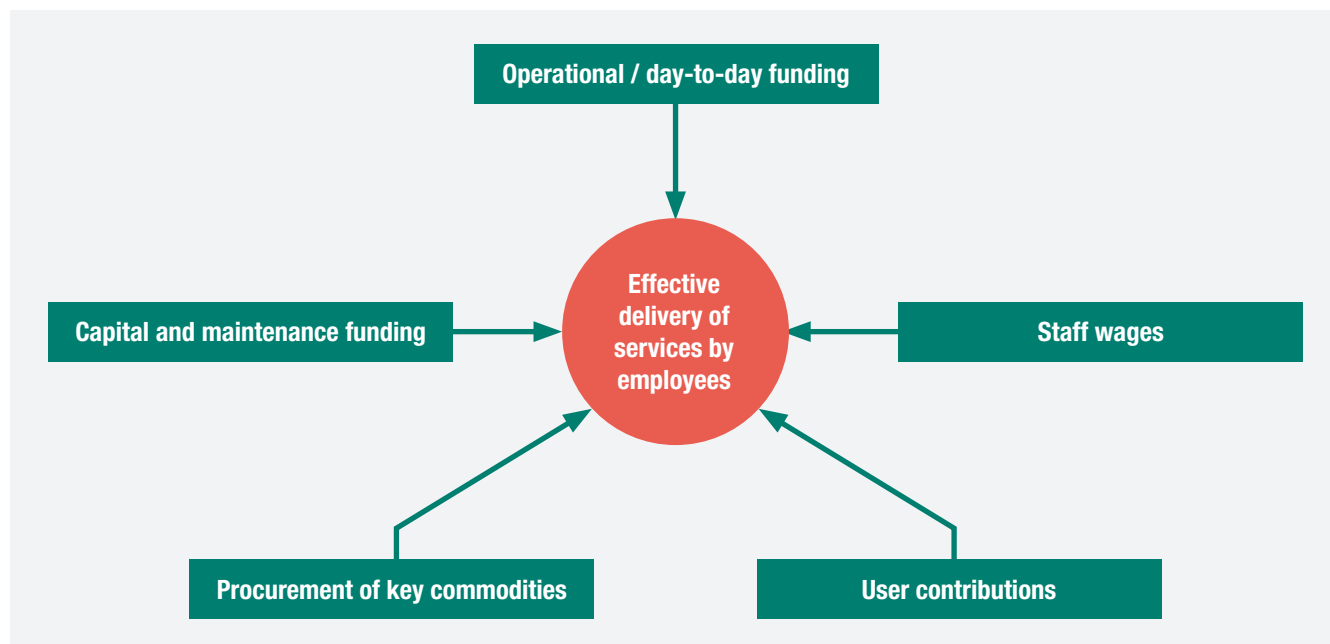 Operational / day-to-day funding
Effective
delivery of
services by
employees
Capital and maintenance funding
Staff wages
Procurement of key commodities
User contributions